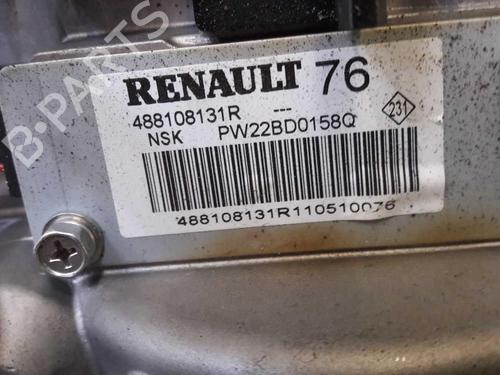 B-PARTS
RENAULT 76
488108131R ---
231
NSK PW22BD0158Q
488108131R110510076